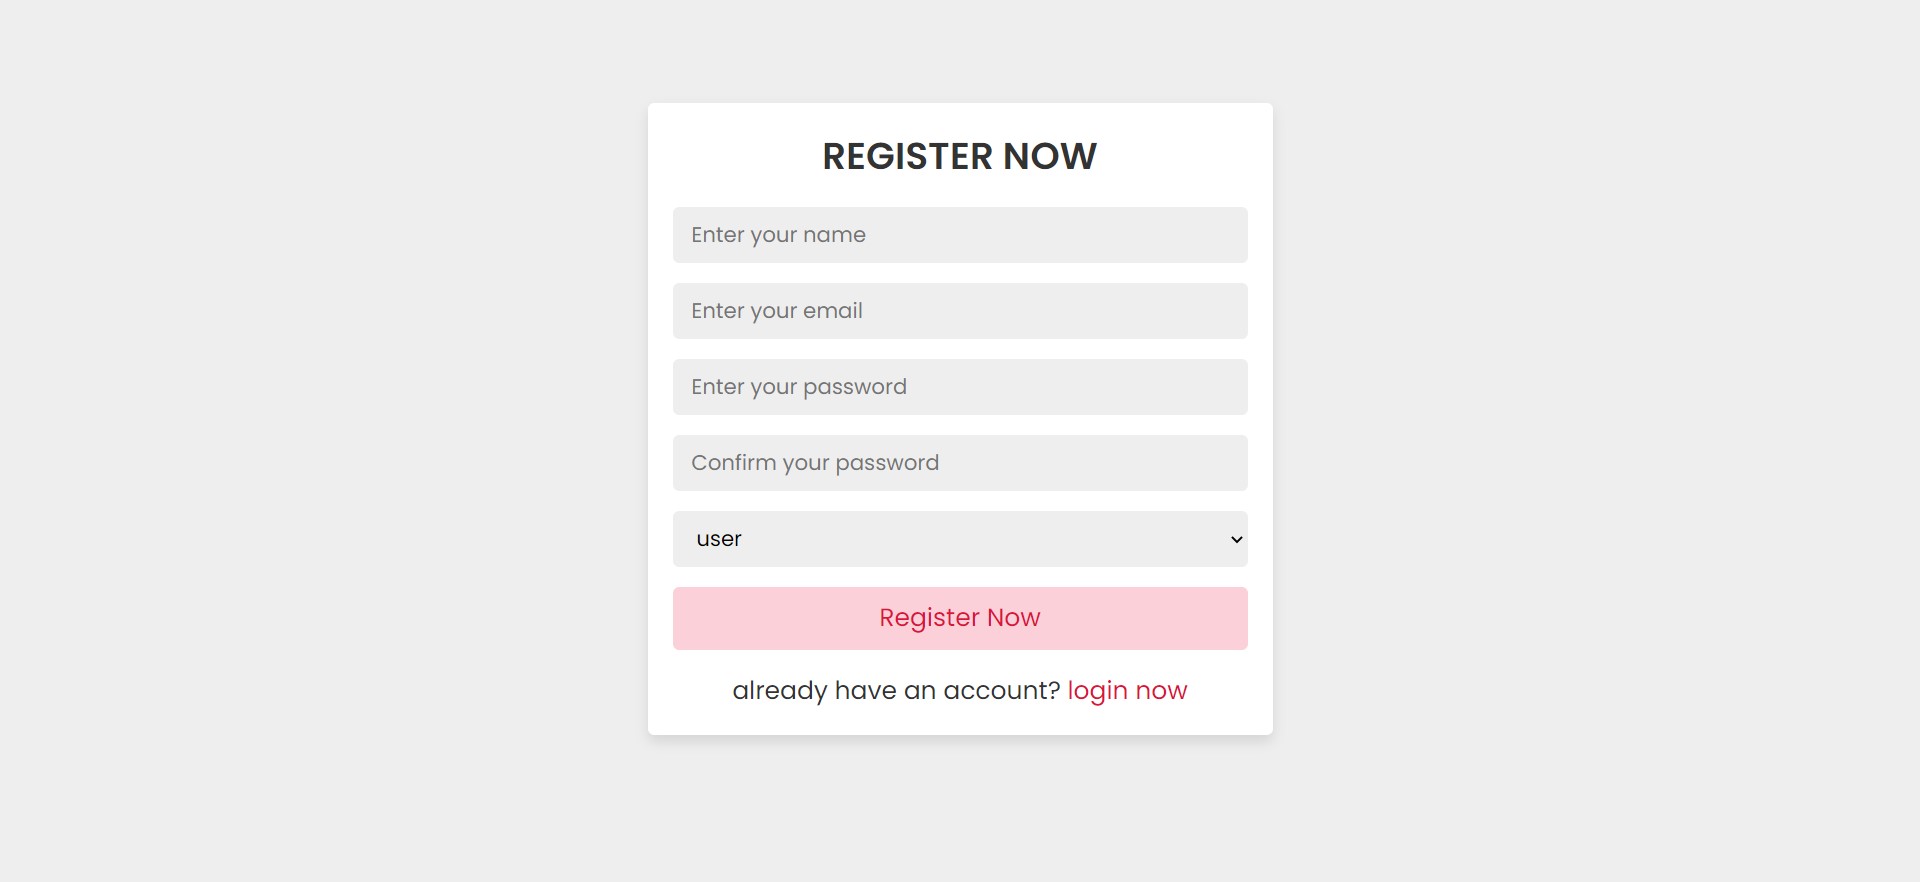 REGISTER NOW
Enter your name
Enter your email
Enter your password
Confirm your password
user
Register Now
already have an account? login now